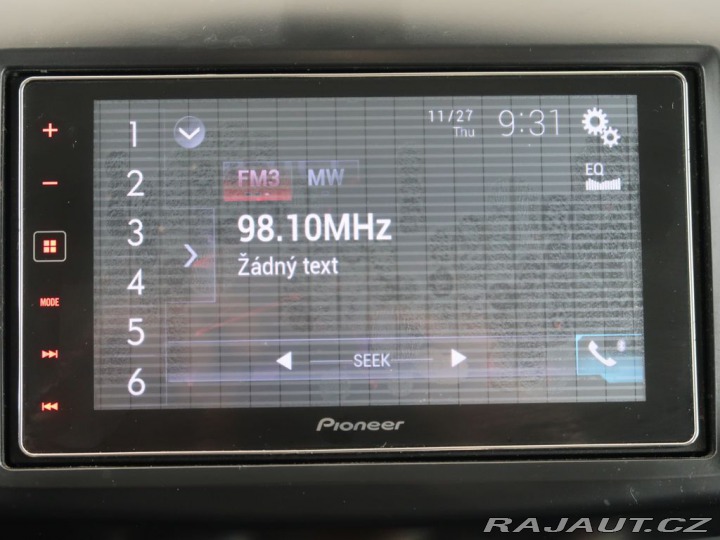 1
11/27
Thu
9:31
2
FM3 MW
EQ
3
98.10MHz
4
Žádný text
MODE
5
SEEK
6
Pioneer
RAJAUT.CZ